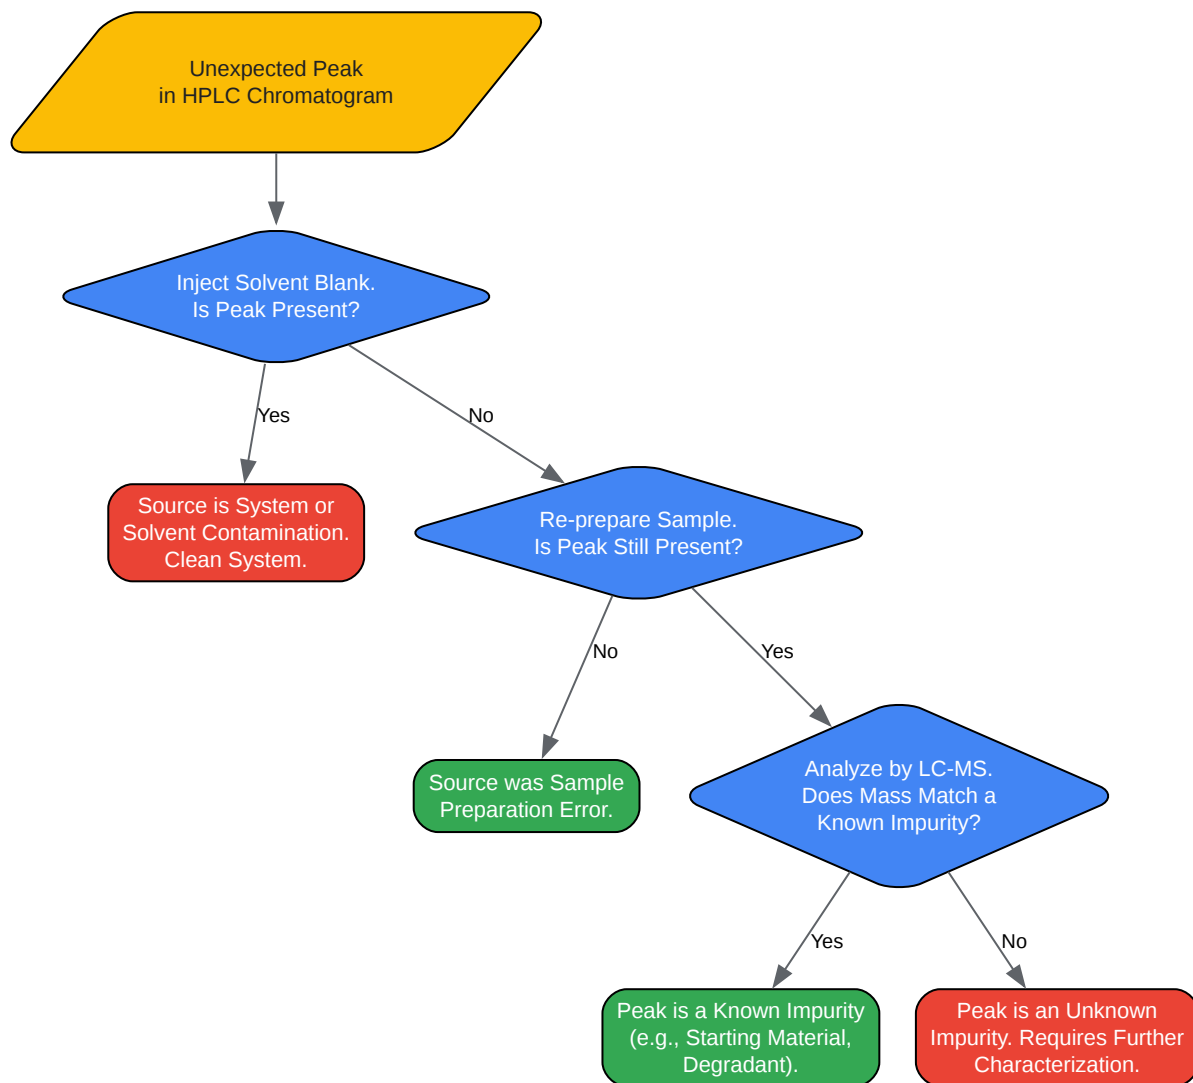 Unexpected Peak
in HPLC Chromatogram
Inject Solvent Blank.
Is Peak Present?
Yes
No
Source is System or
Solvent Contamination.
Clean System.
Re-prepare Sample.
Is Peak Still Present?
No
Yes
Source was Sample
Preparation Error.
Analyze by LC-MS.
Does Mass Match a
Known Impurity?
Yes
No
Peak is a Known Impurity
(e.g., Starting Material,
Degradant).
Peak is an Unknown
Impurity. Requires Further
Characterization.